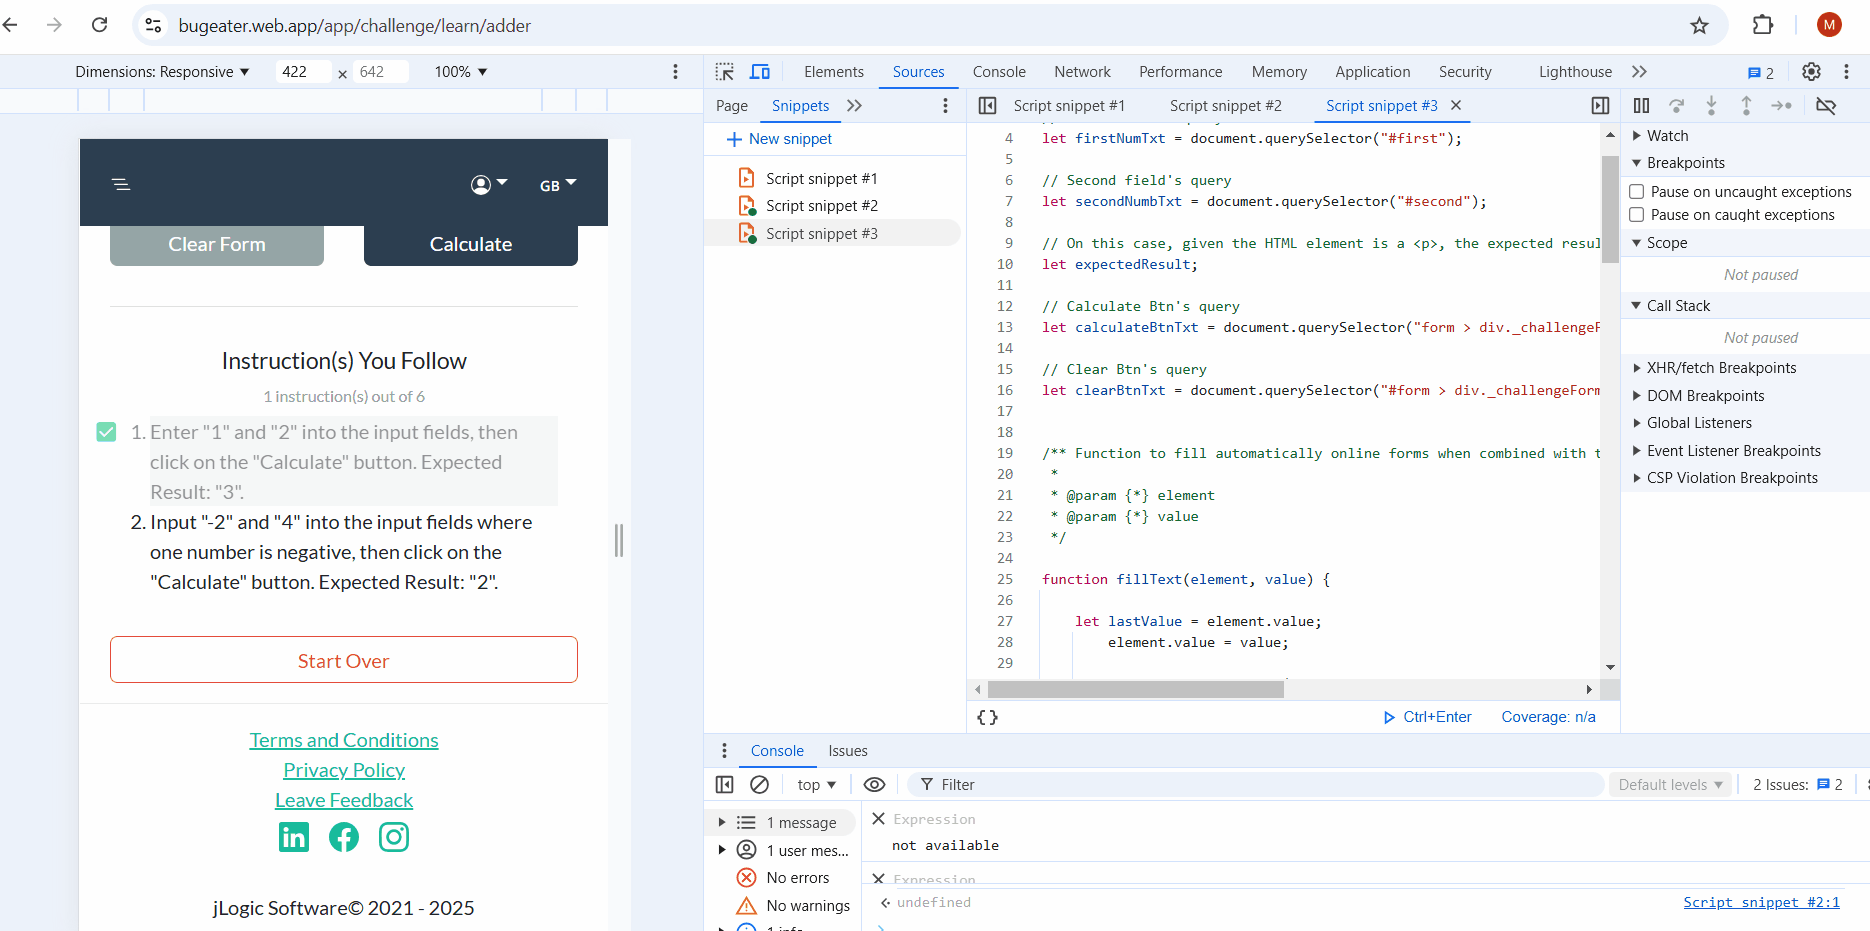 bugeater.web.app/app/challenge/learn/adder
M
Dimensions: Responsive 422 × 642 100%
Elements Sources Console Network Performance Memory Application Security Lighthouse 2
Page Snippets
New snippet
Script snippet #1
Script snippet #2
Script snippet #3
Script snippet #1 Script snippet #2 Script snippet #3
4 let firstNumTxt = document.querySelector("#first");
5
6 // Second field's query
7 let secondNumbTxt = document.querySelector("#second");
8
9 // On this case, given the HTML element is a <p>, the expected resul
10 let expectedResult;
11
12 // Calculate Btn's query
13 let calculateBtnTxt = document.querySelector("form > div._challengeF
14
15 // Clear Btn's query
16 let clearBtnTxt = document.querySelector("#form > div._challengeForm
17
18
19 /** Function to fill automatically online forms when combined with t
20 *
21 * @param {*} element
22 * @param {*} value
23 */
24
25 function fillText(element, value) {
26
27 let lastValue = element.value;
28 element.value = value;
29
{} Ctrl+Enter Coverage: n/a
Watch
Breakpoints
Pause on uncaught exceptions
Pause on caught exceptions
Scope
Not paused
Call Stack
Not paused
XHR/fetch Breakpoints
DOM Breakpoints
Global Listeners
Event Listener Breakpoints
CSP Violation Breakpoints
GB
Clear Form Calculate
Instruction(s) You Follow
1 instruction(s) out of 6
1. Enter "1" and "2" into the input fields, then
click on the "Calculate" button. Expected
Result: "3".
2. Input "-2" and "4" into the input fields where
one number is negative, then click on the
"Calculate" button. Expected Result: "2".
Start Over
Terms and Conditions
Privacy Policy
Leave Feedback
jLogic Software© 2021 - 2025
Console Issues
top Filter Default levels 2 Issues: 2
1 message
1 user mes...
No errors
No warnings
1 info
Expression
not available
Expression
undefined Script snippet #2:1